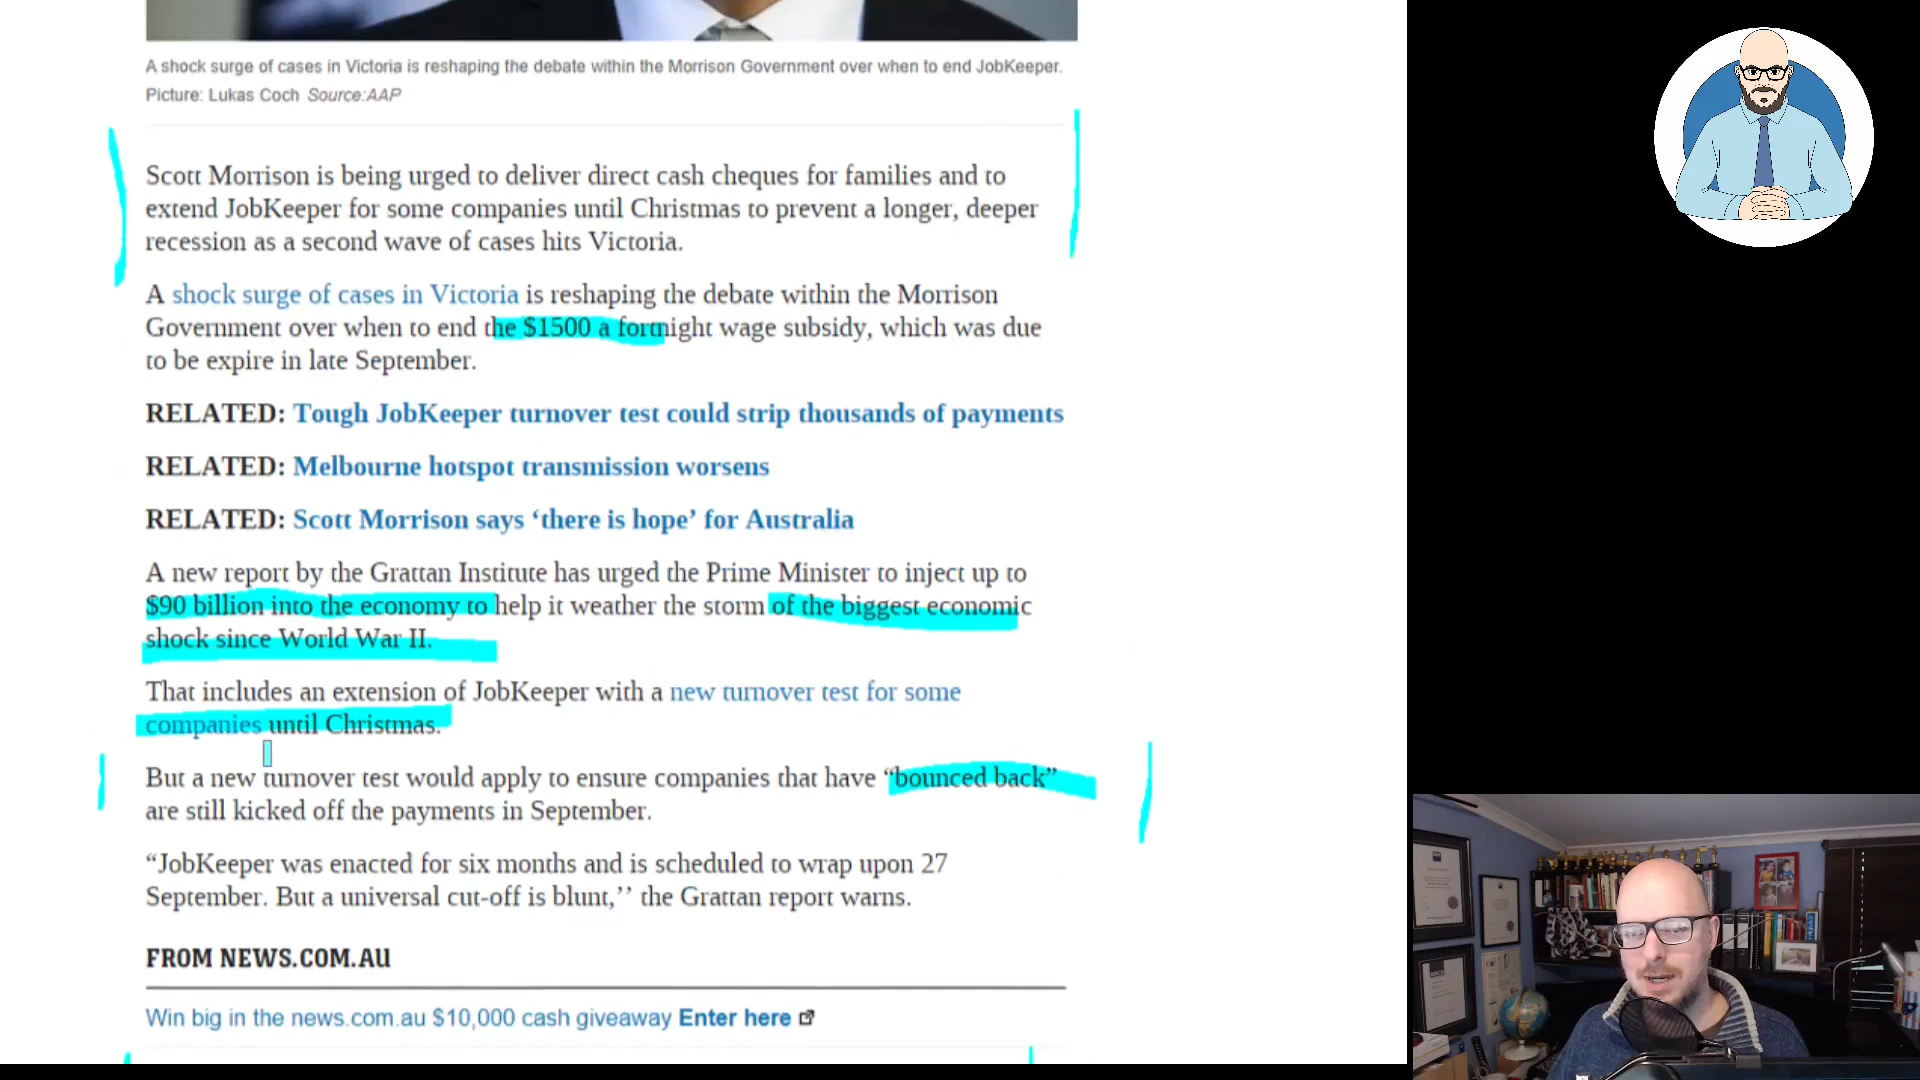 A shock surge of cases in Victoria is reshaping the debate within the Morrison Government over when to end JobKeeper.
Picture: Lukas Coch Source:AAP
Scott Morrison is being urged to deliver direct cash cheques for families and to
extend JobKeeper for some companies until Christmas to prevent a longer, deeper
recession as a second wave of cases hits Victoria.
A shock surge of cases in Victoria is reshaping the debate within the Morrison
Government over when to end the $1500 a fortnight wage subsidy, which was due
to be expire in late September.
RELATED: Tough JobKeeper turnover test could strip thousands of payments
RELATED: Melbourne hotspot transmission worsens
RELATED: Scott Morrison says ‘there is hope’ for Australia
A new report by the Grattan Institute has urged the Prime Minister to inject up to
$90 billion into the economy to help it weather the storm of the biggest economic
shock since World War II.
That includes an extension of JobKeeper with a new turnover test for some
companies until Christmas.
But a new turnover test would apply to ensure companies that have “bounced back”
are still kicked off the payments in September.
“JobKeeper was enacted for six months and is scheduled to wrap upon 27
September. But a universal cut-off is blunt,’’ the Grattan report warns.
FROM NEWS.COM.AU
Win big in the news.com.au $10,000 cash giveaway Enter here